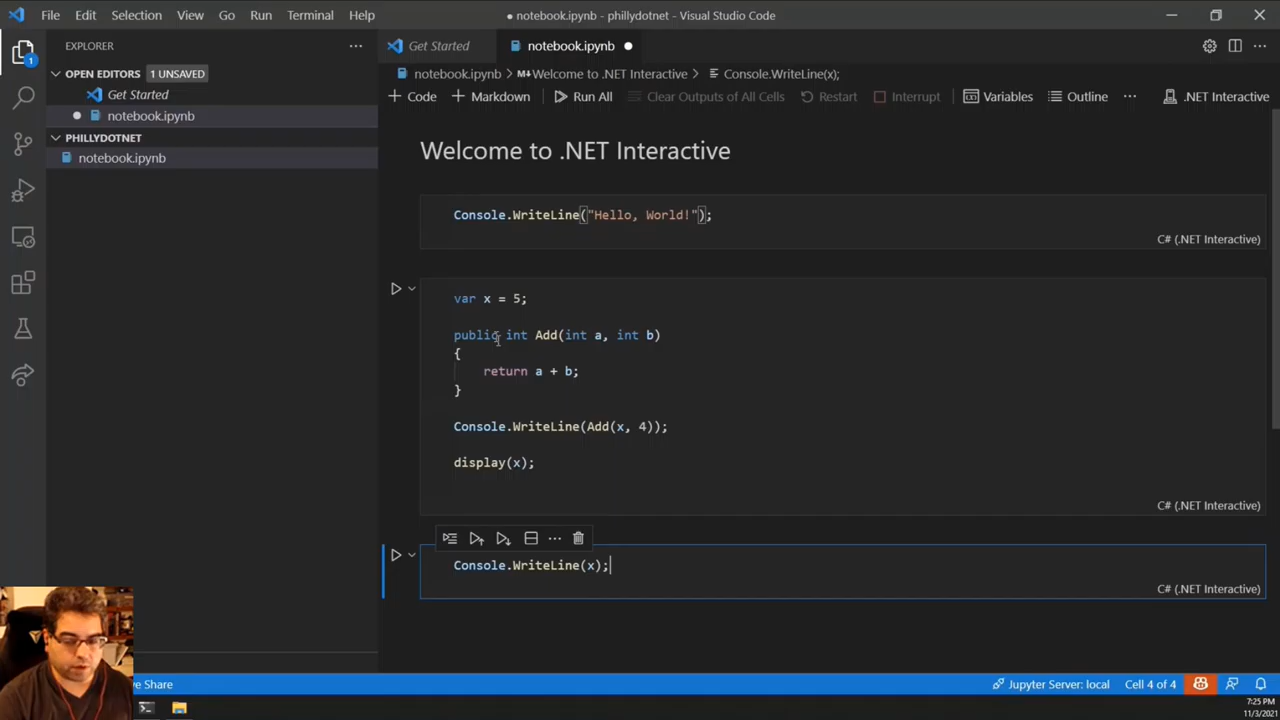 File Edit Selection View Go Run Terminal Help
● notebook.ipynb - phillydotnet - Visual Studio Code
EXPLORER
Get Started
notebook.ipynb
1
OPEN EDITORS 1 UNSAVED
Get Started
notebook.ipynb
PHILLYDOTNET
notebook.ipynb
notebook.ipynb > M↓Welcome to .NET Interactive > Console.WriteLine(x);
+ Code + Markdown Run All Clear Outputs of All Cells Restart Interrupt Variables Outline ... .NET Interactive
Welcome to .NET Interactive
Console.WriteLine("Hello, World!");
C# (.NET Interactive)
var x = 5;
public int Add(int a, int b)
{
return a + b;
}
Console.WriteLine(Add(x, 4));
display(x);
C# (.NET Interactive)
Console.WriteLine(x);
C# (.NET Interactive)
ve Share
Jupyter Server: local Cell 4 of 4
7:25 PM
11/3/2021